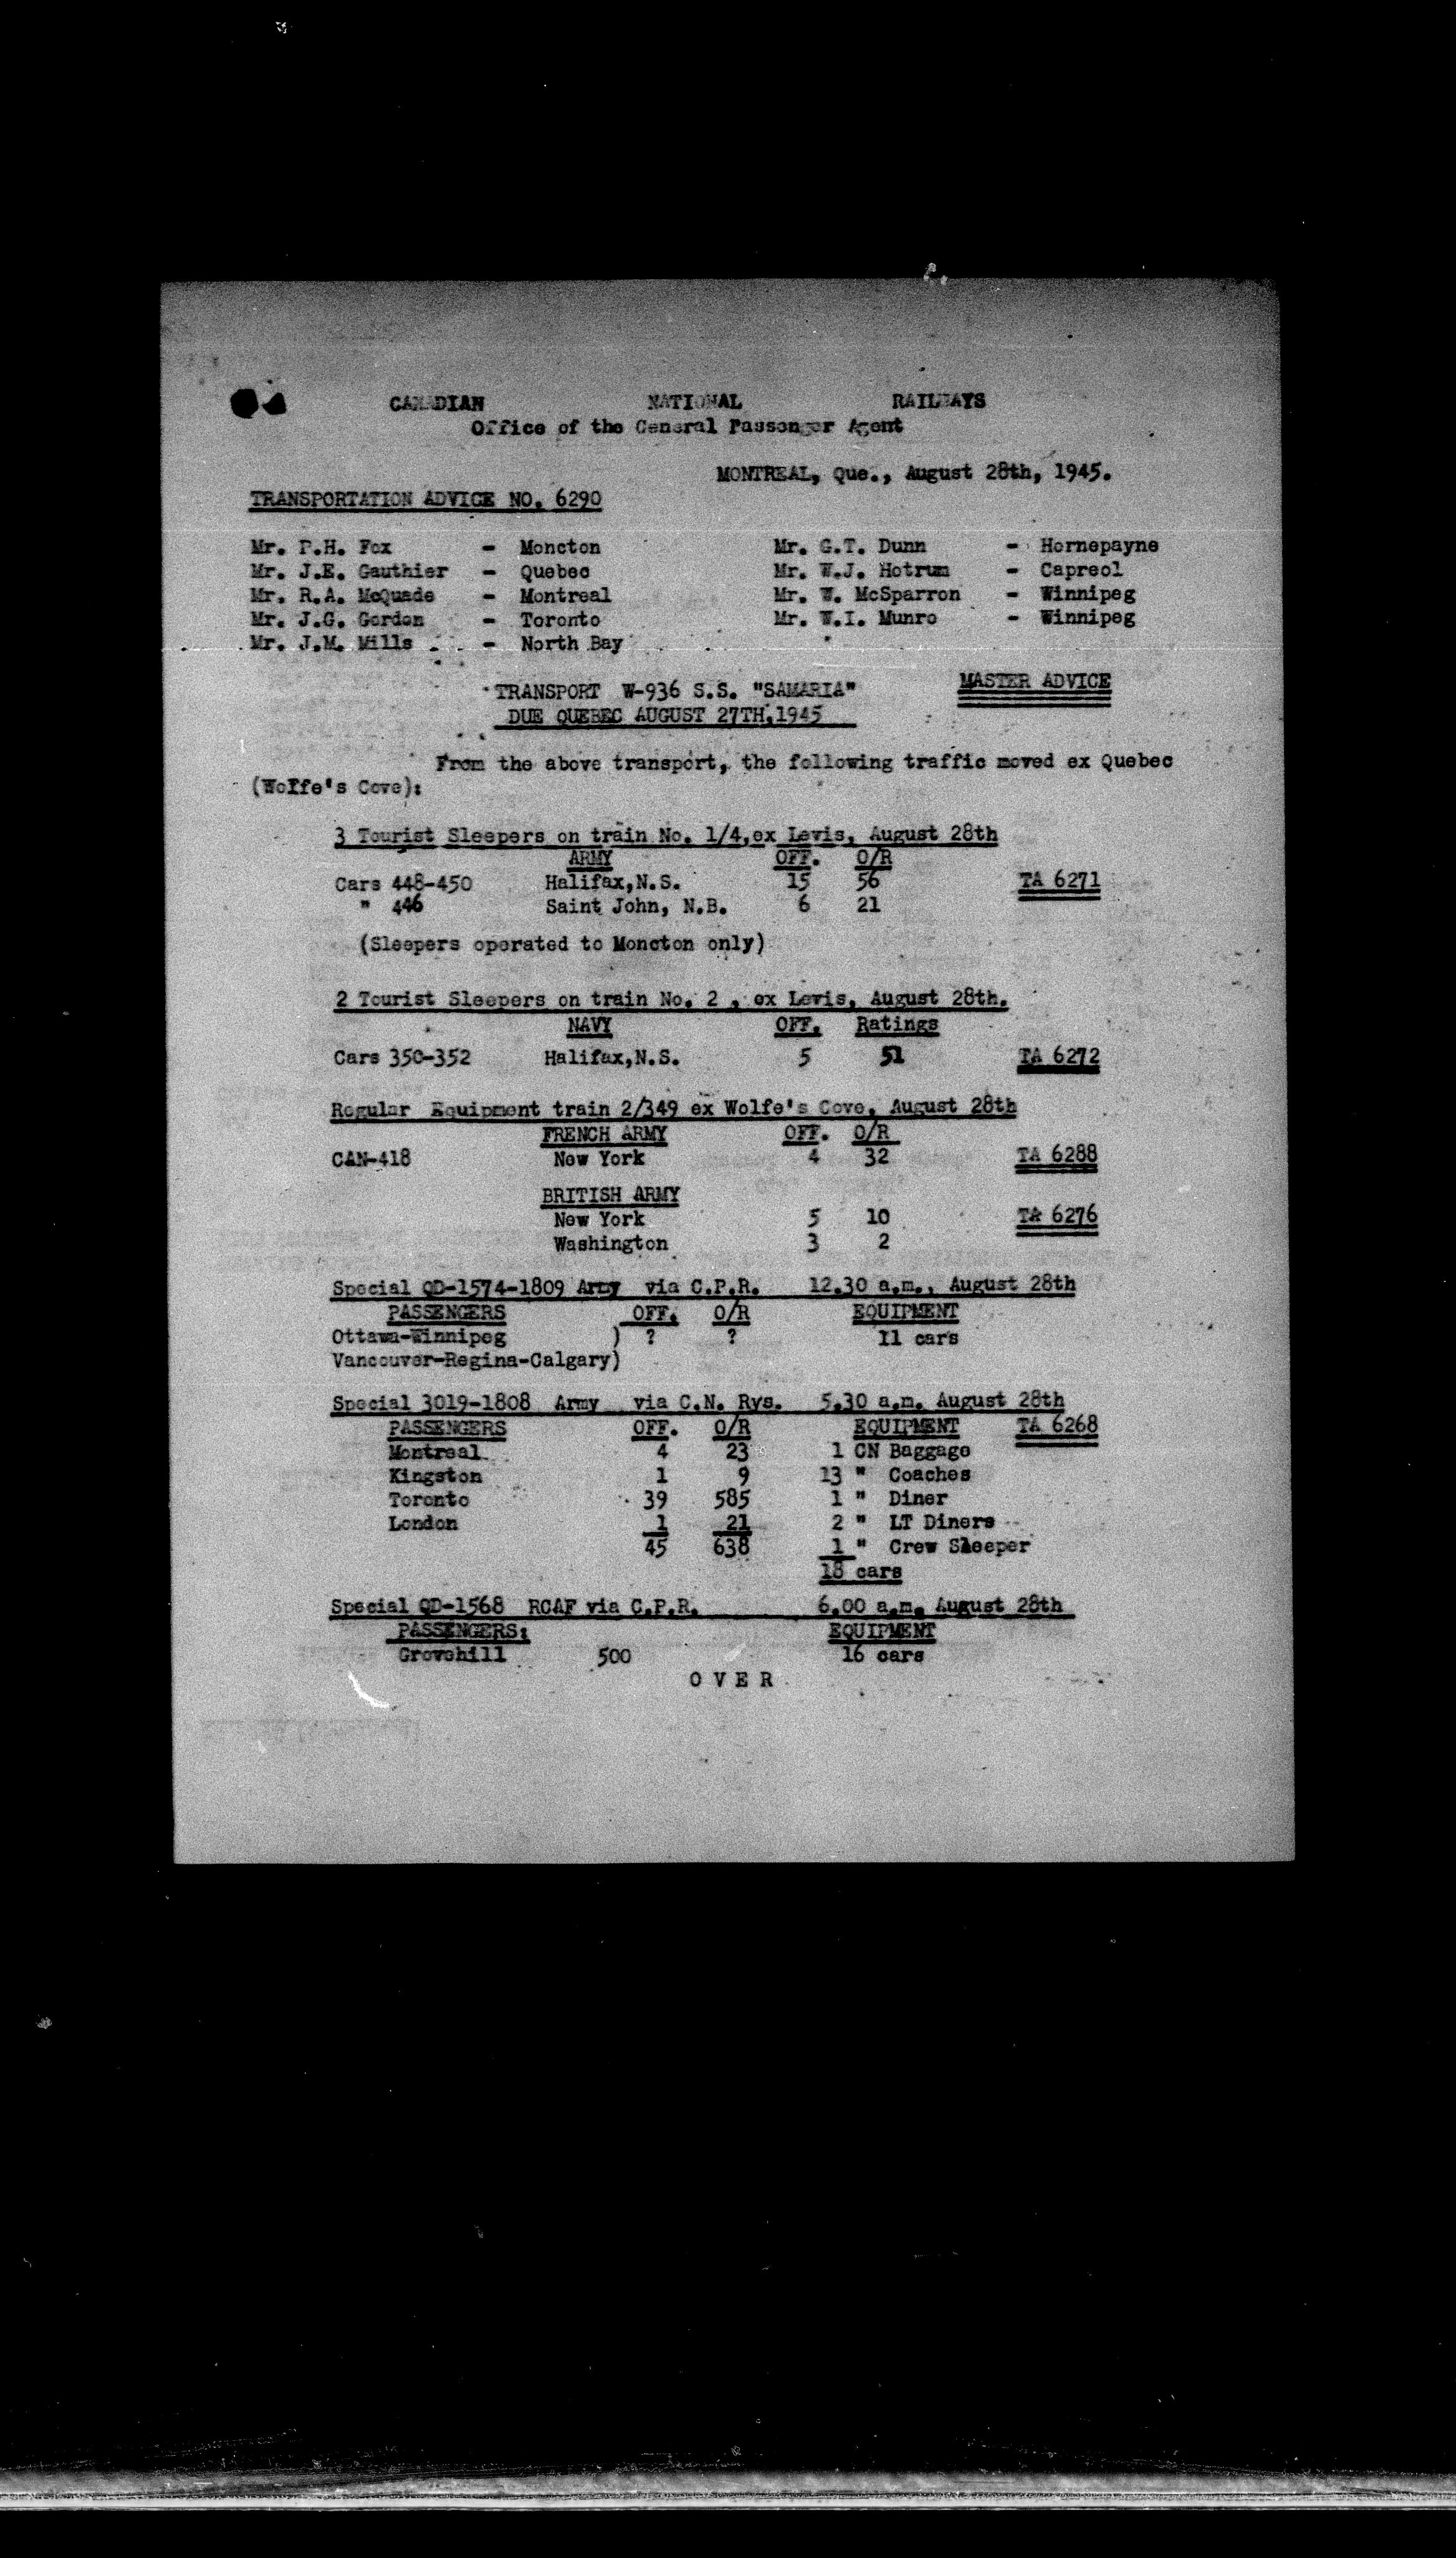 CANADIAN NATIONAL RAILWAYS
Office of the General Passenger Agent
MONTREAL, Que., August 28th, 1945.
TRANSPORTATION ADVICE NO. 6290
Mr. P.H. Fox - Moncton Mr. G.T. Dunn - Hornepayne
Mr. J.E. Gauthier - Quebec Mr. W.J. Hotrum - Capreol
Mr. R.A. McQuade - Montreal Mr. W. McSparron - Winnipeg
Mr. J.G. Gordon - Toronto Mr. W.I. Munro - Winnipeg
Mr. J.M. Mills - North Bay
TRANSPORT W-936 S.S. "SAMARIA" MASTER ADVICE
DUE QUEBEC AUGUST 27TH,1945
From the above transport, the following traffic moved ex Quebec
(Wolfe's Cove):
3 Tourist Sleepers on train No. 1/4,ex Levis, August 28th
ARMY OFF. O/R
Cars 448-450 Halifax,N.S. 15 56 TA 6271
" 446 Saint John, N.B. 6 21
(Sleepers operated to Moncton only)
2 Tourist Sleepers on train No. 2 , ex Levis, August 28th.
NAVY OFF. Ratings
Cars 350-352 Halifax,N.S. 5 51 TA 6272
Regular Equipment train 2/349 ex Wolfe's Cove, August 28th
FRENCH ARMY OFF. O/R
CAN-418 New York 4 32 TA 6288
BRITISH ARMY
New York 5 10 TA 6276
Washington 3 2
Special QD-1574-1809 Army via C.P.R. 12.30 a.m., August 28th
PASSENGERS OFF. O/R EQUIPMENT
Ottawa-Winnipeg ) ? ? 11 cars
Vancouver-Regina-Calgary)
Special 3019-1808 Army via C.N. Rys. 5.30 a.m. August 28th
PASSENGERS OFF. O/R EQUIPMENT TA 6268
Montreal 4 23 1 CN Baggage
Kingston 1 9 13 " Coaches
Toronto 39 585 1 " Diner
London 1 21 2 " LT Diners
45 638 1 " Crew Sleeper
18 cars
Special QD-1568 RCAF via C.P.R. 6.00 a.m. August 28th
PASSENGERS: EQUIPMENT
Grovehill 500 16 cars
O V E R